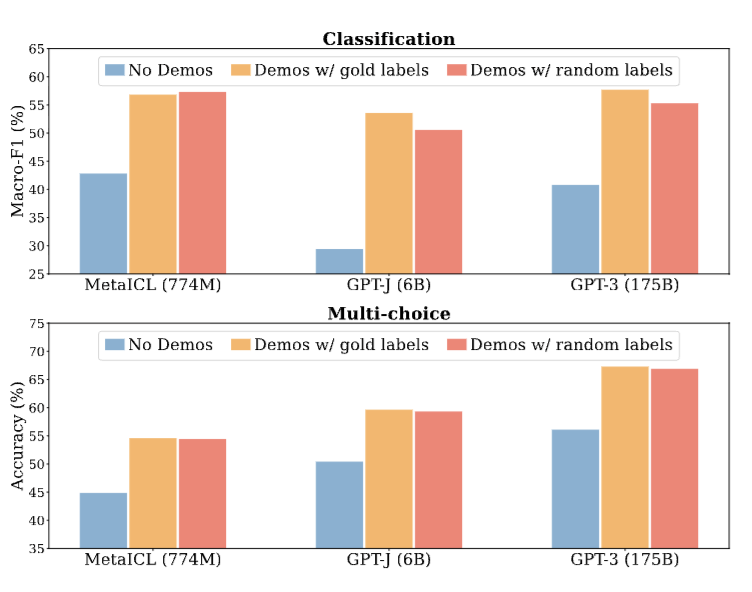 Classification
No Demos Demos w/ gold labels Demos w/ random labels
Macro-F1 (%)
65
60
55
50
45
40
35
30
25
MetaICL (774M) GPT-J (6B) GPT-3 (175B)
Multi-choice
No Demos Demos w/ gold labels Demos w/ random labels
Accuracy (%)
75
70
65
60
55
50
45
40
35
MetaICL (774M) GPT-J (6B) GPT-3 (175B)